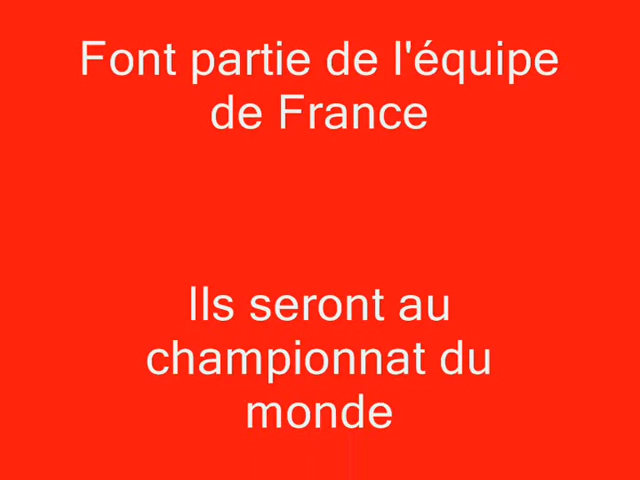 Font partie de l'équipe
de France
Ils seront au
championnat du
monde